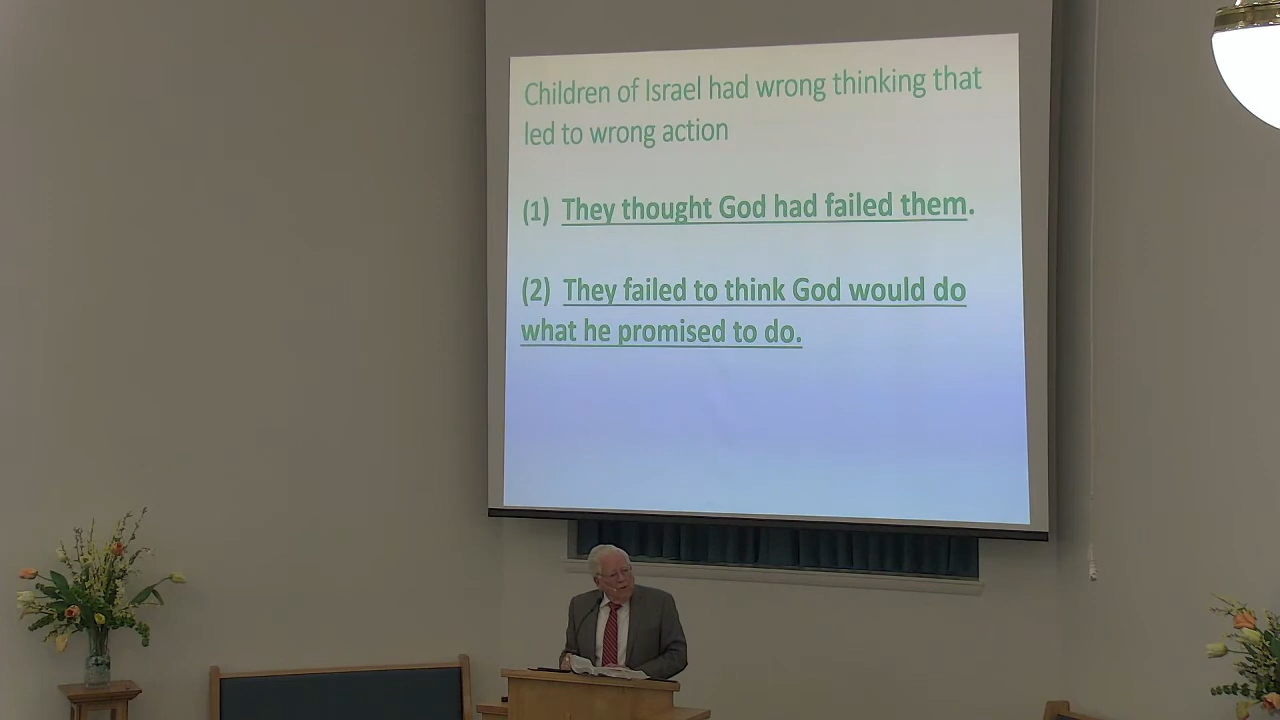 Children of Israel had wrong thinking that
led to wrong action
(1) They thought God had failed them.
(2) They failed to think God would do
what he promised to do.